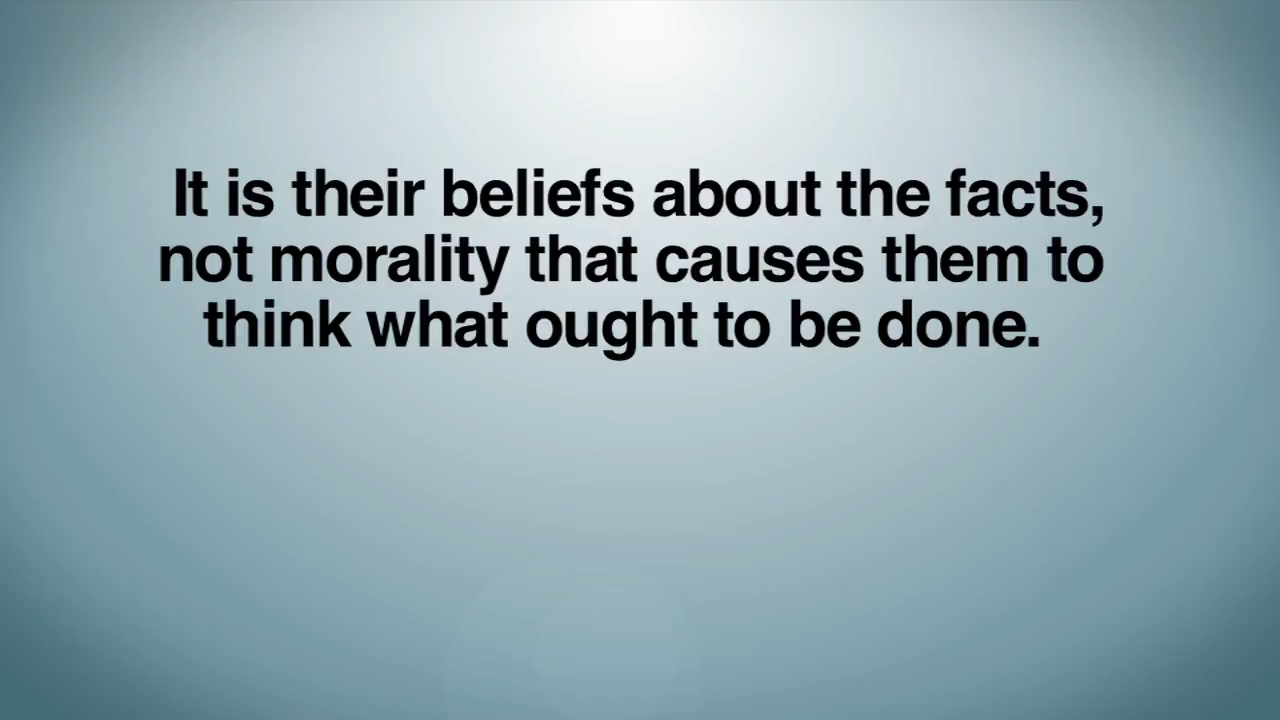 It is their beliefs about the facts,
not morality that causes them to
think what ought to be done.